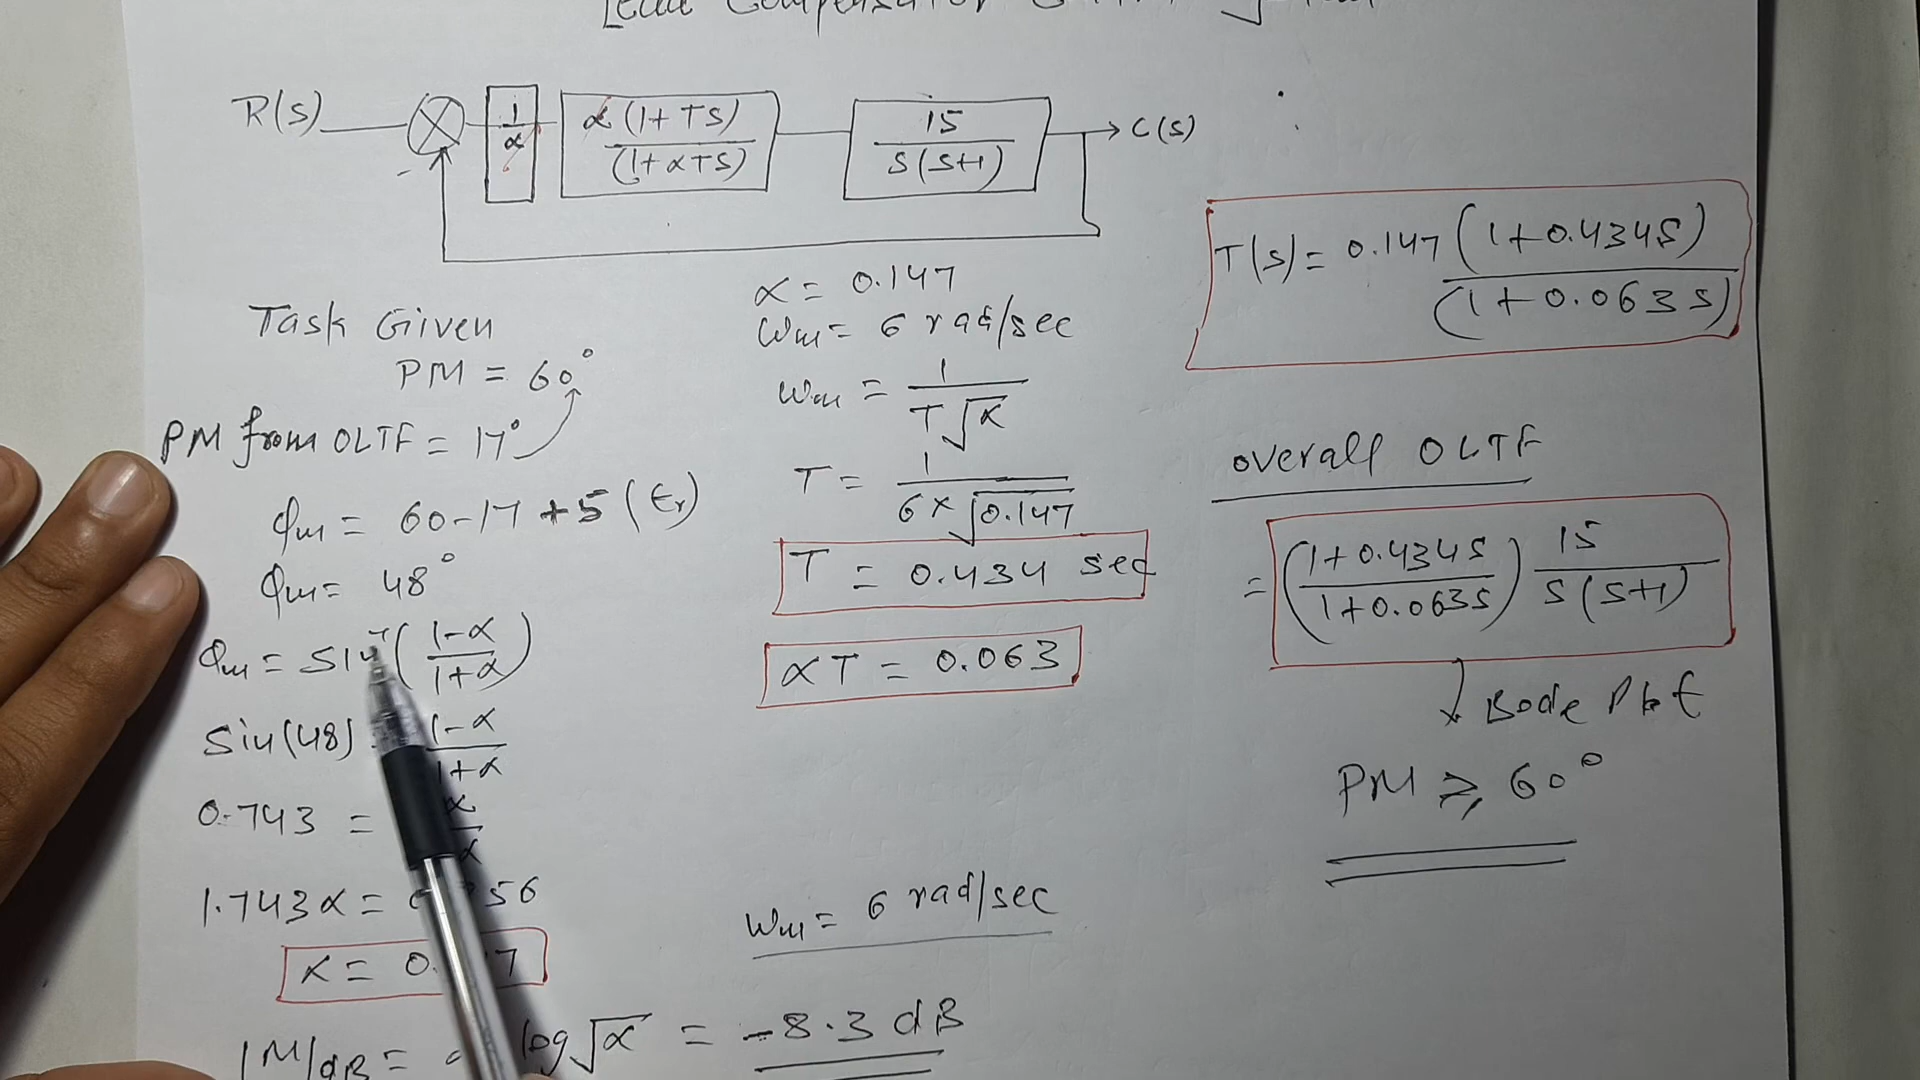 Lead Compensator
R(s)
1/α
α(1+TS)/(1+αTS)
15/S(S+1)
C(s)
Task Given
PM = 60°
PM from OLTF = 17°
φm = 60-17+5 (Er)
φm = 48°
φm = sin⁻¹((1-α)/(1+α))
Sin(48) = (1-α)/(1+α)
0.743 =
1.743α =
α = 0.
|M|dB = log√α = -8.3 dB
α = 0.147
ωm = 6 rad/sec
ωm = 1/(T√α)
T = 1/(6×√0.147)
T = 0.434 sec
αT = 0.063
ωm = 6 rad/sec
T(s) = 0.147 (1+0.434S)/(1+0.063S)
overall OLTF
= ((1+0.434S)/(1+0.063S)) 15/S(S+1)
Bode Plot
PM ≥ 60°